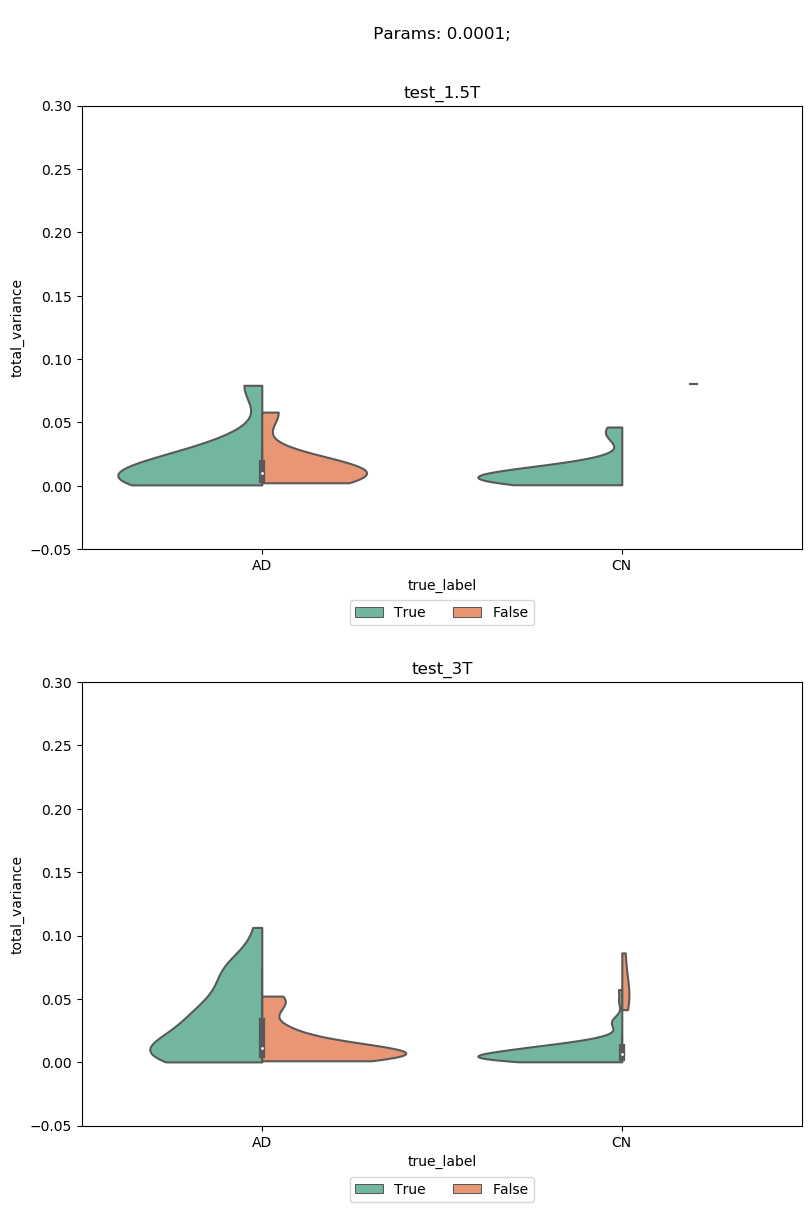 Params: 0.0001;
test_1.5T
0.30
0.25
0.20
0.15
0.10
0.05
0.00
−0.05
total_variance
AD CN
true_label
True False
test_3T
0.30
0.25
0.20
0.15
0.10
0.05
0.00
−0.05
total_variance
AD CN
true_label
True False